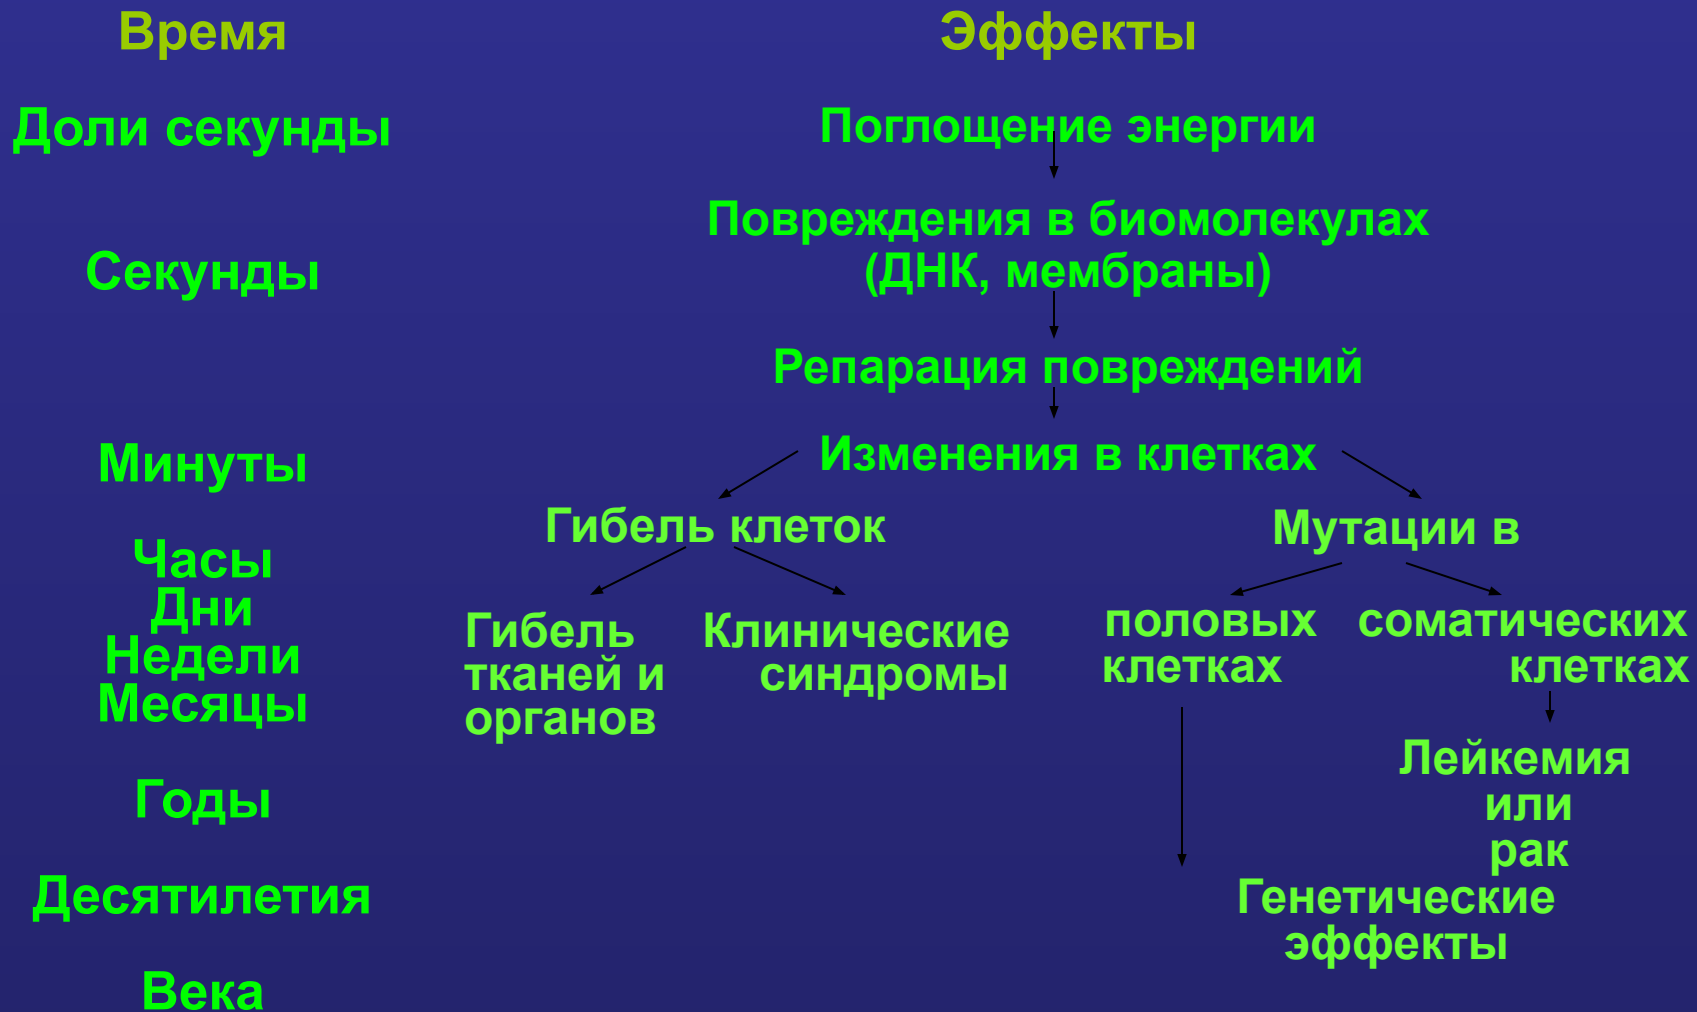 Время Эффекты
Доли секунды Поглощение энергии
Повреждения в биомолекулах
Секунды (ДНК, мембраны)
Репарация повреждений
Минуты Изменения в клетках
Гибель клеток Мутации в
Часы
Дни
Недели
Месяцы
Гибель
тканей и
органов
Клинические
синдромы
половых
клетках
соматических
клетках
Годы
Лейкемия
или
рак
Десятилетия
Генетические
эффекты
Века